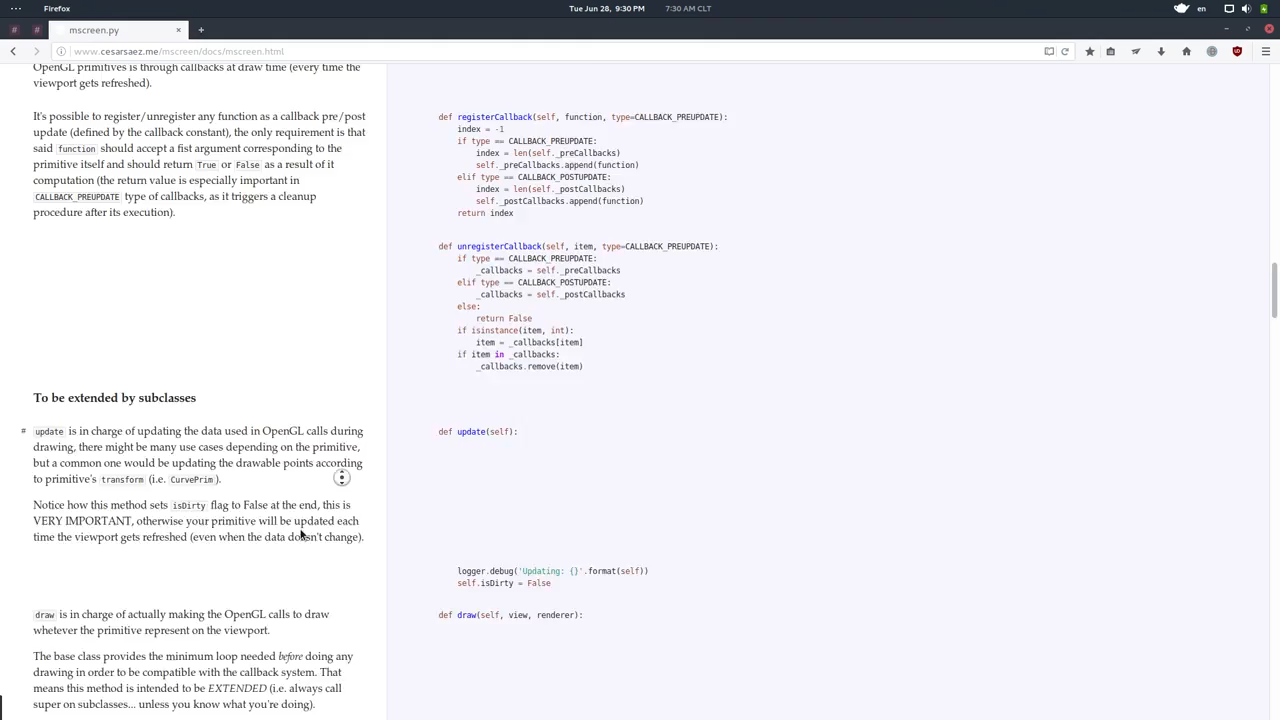 Firefox
Tue Jun 28, 9:30 PM
7:30 AM CLT
en
mscreen.py
www.cesarsaez.me/mscreen/docs/mscreen.html
OpenGL primitives is through callbacks at draw time (every time the
viewport gets refreshed).
It's possible to register/unregister any function as a callback pre/post
update (defined by the callback constant), the only requirement is that
said function should accept a fist argument corresponding to the
primitive itself and should return True or False as a result of it
computation (the return value is especially important in
CALLBACK_PREUPDATE type of callbacks, as it triggers a cleanup
procedure after its execution).
def registerCallback(self, function, type=CALLBACK_PREUPDATE):
index = -1
if type == CALLBACK_PREUPDATE:
index = len(self._preCallbacks)
self._preCallbacks.append(function)
elif type == CALLBACK_POSTUPDATE:
index = len(self._postCallbacks)
self._postCallbacks.append(function)
return index
def unregisterCallback(self, item, type=CALLBACK_PREUPDATE):
if type == CALLBACK_PREUPDATE:
_callbacks = self._preCallbacks
elif type == CALLBACK_POSTUPDATE:
_callbacks = self._postCallbacks
else:
return False
if isinstance(item, int):
item = _callbacks[item]
if item in _callbacks:
_callbacks.remove(item)
To be extended by subclasses
# update is in charge of updating the data used in OpenGL calls during
drawing, there might be many use cases depending on the primitive,
but a common one would be updating the drawable points according
to primitive's transform (i.e. CurvePrim).
Notice how this method sets isDirty flag to False at the end, this is
VERY IMPORTANT, otherwise your primitive will be updated each
time the viewport gets refreshed (even when the data doesn't change).
def update(self):
logger.debug('Updating: {}'.format(self))
self.isDirty = False
draw is in charge of actually making the OpenGL calls to draw
whetever the primitive represent on the viewport.
The base class provides the minimum loop needed before doing any
drawing in order to be compatible with the callback system. That
means this method is intended to be EXTENDED (i.e. always call
super on subclasses... unless you know what you're doing).
def draw(self, view, renderer):